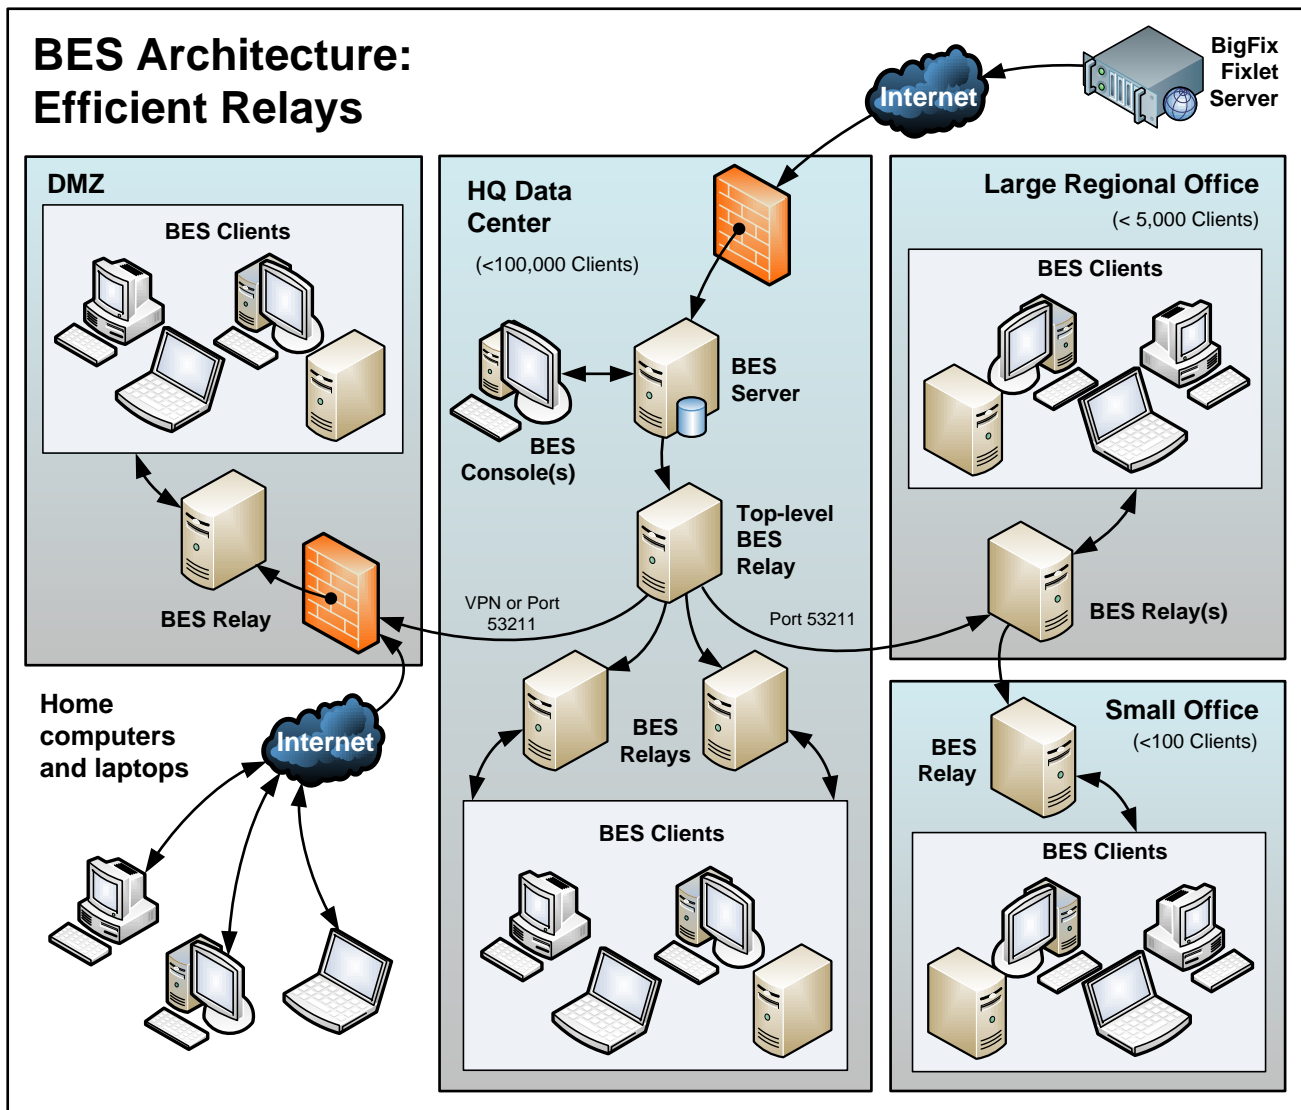 BES Architecture:
Efficient Relays
BigFix
Fixlet
Server
Internet
DMZ
BES Clients
BES Relay
HQ Data
Center
(<100,000 Clients)
BES
Server
BES
Console(s)
Top-level
BES
Relay
VPN or Port
53211
Port 53211
BES
Relays
BES Clients
Large Regional Office
(< 5,000 Clients)
BES Clients
BES Relay(s)
Small Office
(<100 Clients)
BES
Relay
BES Clients
Home
computers
and laptops
Internet